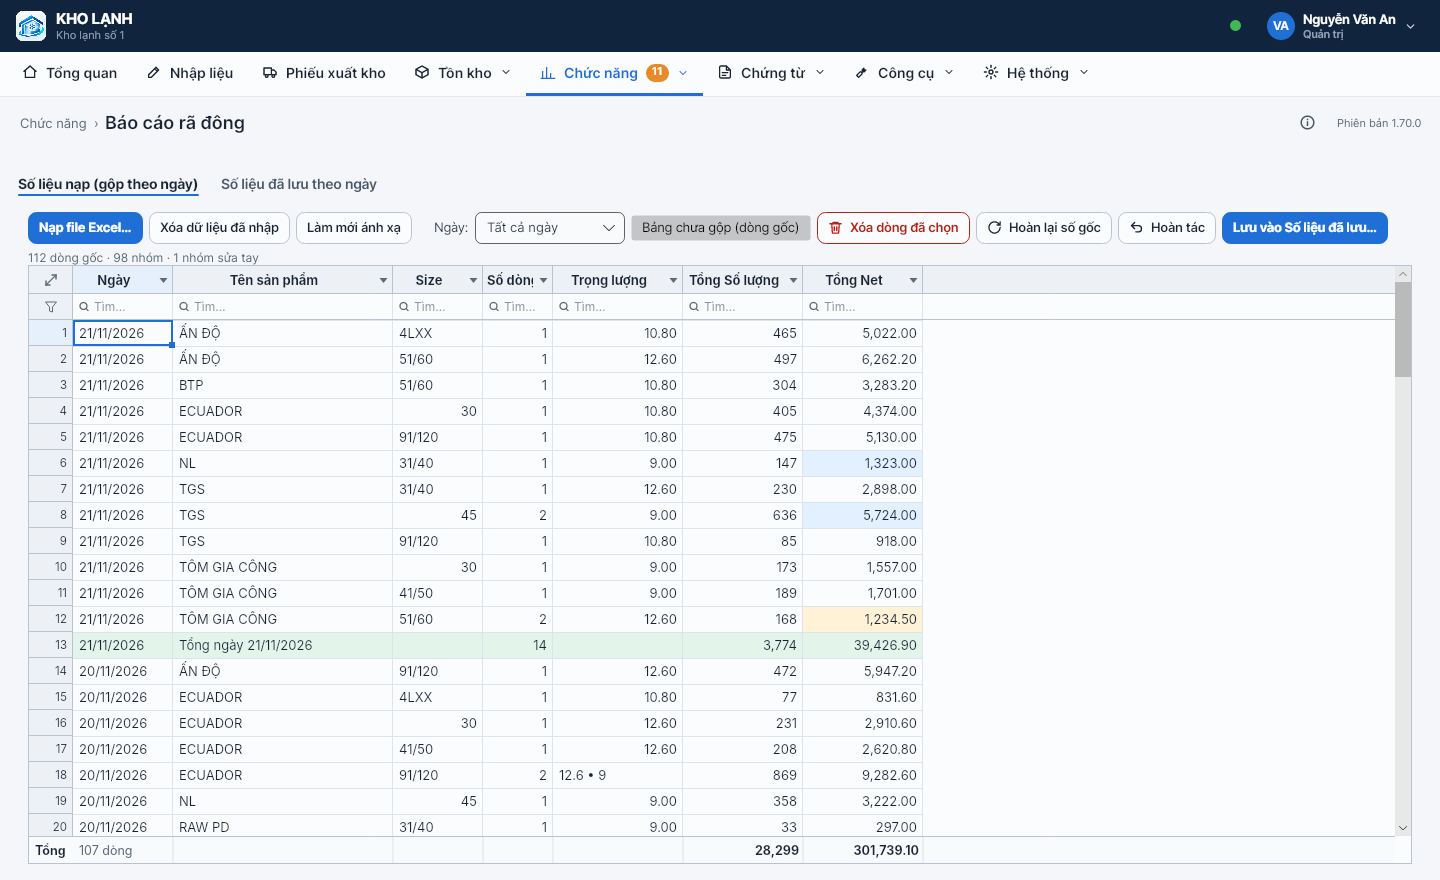 KHO LẠNH
Kho lạnh số 1
VA
Nguyễn Văn An
Quản trị
Tổng quan Nhập liệu Phiếu xuất kho Tồn kho Chức năng 11 Chứng từ Công cụ Hệ thống
Chức năng › Báo cáo rã đông
Phiên bản 1.70.0
Số liệu nạp (gộp theo ngày) Số liệu đã lưu theo ngày
Nạp file Excel... Xóa dữ liệu đã nhập Làm mới ánh xạ Ngày: Tất cả ngày Bảng chưa gộp (dòng gốc) Xóa dòng đã chọn Hoàn lại số gốc Hoàn tác Lưu vào Số liệu đã lưu...
112 dòng gốc · 98 nhóm · 1 nhóm sửa tay
Ngày Tên sản phẩm Size Số dòng Trọng lượng Tổng Số lượng Tổng Net
Tìm... Tìm... Tìm... Tìm... Tìm... Tìm... Tìm...
1 21/11/2026 ẤN ĐỘ 4LXX 1 10.80 465 5,022.00
2 21/11/2026 ẤN ĐỘ 51/60 1 12.60 497 6,262.20
3 21/11/2026 BTP 51/60 1 10.80 304 3,283.20
4 21/11/2026 ECUADOR 30 1 10.80 405 4,374.00
5 21/11/2026 ECUADOR 91/120 1 10.80 475 5,130.00
6 21/11/2026 NL 31/40 1 9.00 147 1,323.00
7 21/11/2026 TGS 31/40 1 12.60 230 2,898.00
8 21/11/2026 TGS 45 2 9.00 636 5,724.00
9 21/11/2026 TGS 91/120 1 10.80 85 918.00
10 21/11/2026 TÔM GIA CÔNG 30 1 9.00 173 1,557.00
11 21/11/2026 TÔM GIA CÔNG 41/50 1 9.00 189 1,701.00
12 21/11/2026 TÔM GIA CÔNG 51/60 2 12.60 168 1,234.50
13 21/11/2026 Tổng ngày 21/11/2026 14 3,774 39,426.90
14 20/11/2026 ẤN ĐỘ 91/120 1 12.60 472 5,947.20
15 20/11/2026 ECUADOR 4LXX 1 10.80 77 831.60
16 20/11/2026 ECUADOR 30 1 12.60 231 2,910.60
17 20/11/2026 ECUADOR 41/50 1 12.60 208 2,620.80
18 20/11/2026 ECUADOR 91/120 2 12.6 • 9 869 9,282.60
19 20/11/2026 NL 45 1 9.00 358 3,222.00
20 20/11/2026 RAW PD 31/40 1 9.00 33 297.00
Tổng 107 dòng 28,299 301,739.10